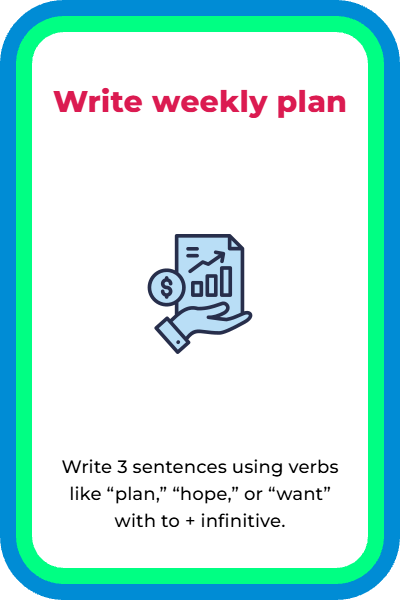 Write weekly plan
$
Write 3 sentences using verbs
like “plan,” “hope,” or “want”
with to + infinitive.